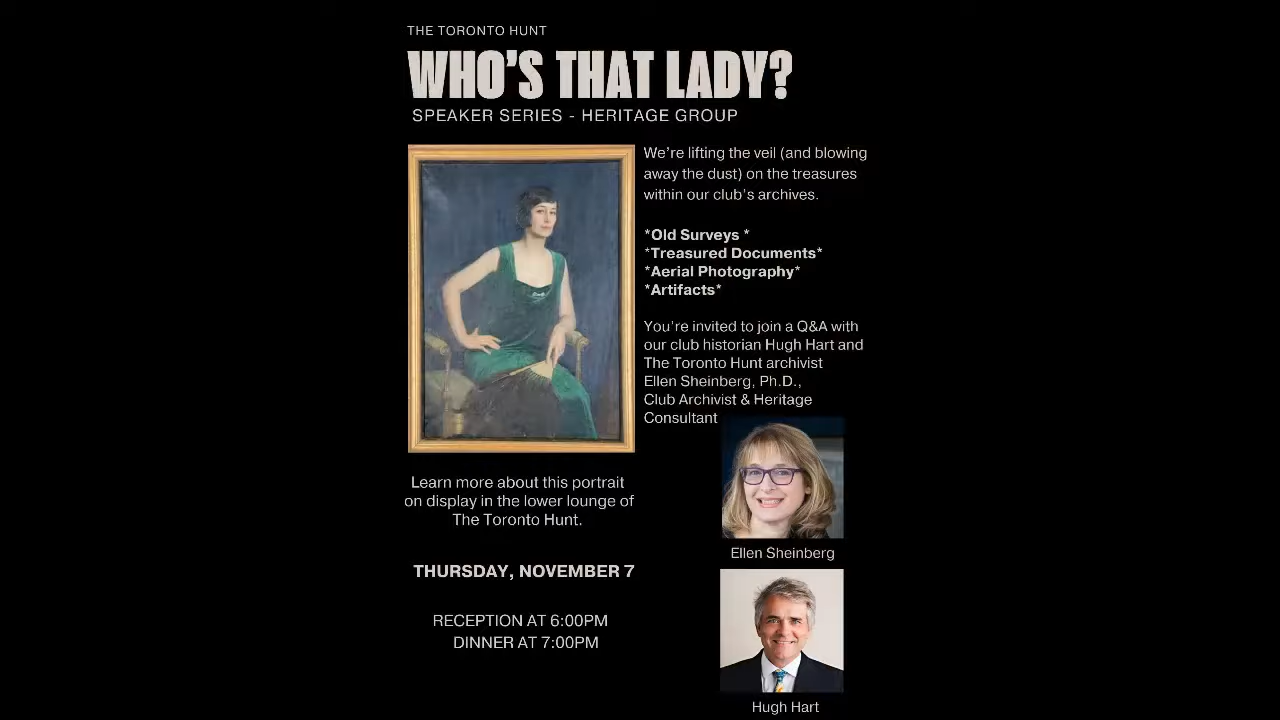 THE TORONTO HUNT
WHO'S THAT LADY?
SPEAKER SERIES - HERITAGE GROUP
We're lifting the veil (and blowing
away the dust) on the treasures
within our club's archives.
*Old Surveys *
*Treasured Documents*
*Aerial Photography*
*Artifacts*
You're invited to join a Q&A with
our club historian Hugh Hart and
The Toronto Hunt archivist
Ellen Sheinberg, Ph.D.,
Club Archivist & Heritage
Consultant
Learn more about this portrait
on display in the lower lounge of
The Toronto Hunt.
THURSDAY, NOVEMBER 7
RECEPTION AT 6:00PM
DINNER AT 7:00PM
Ellen Sheinberg
Hugh Hart